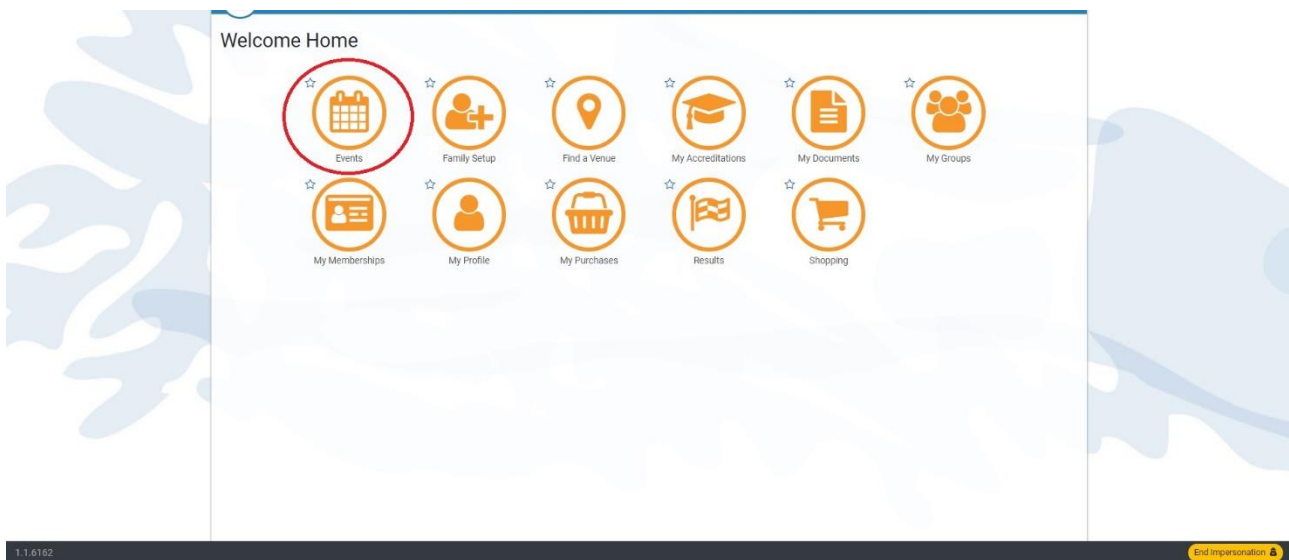 Welcome Home
Events
Family Setup
Find a Venue
My Accreditations
My Documents
My Groups
My Memberships
My Profile
My Purchases
Results
Shopping
1.1.6162
End Impersonation